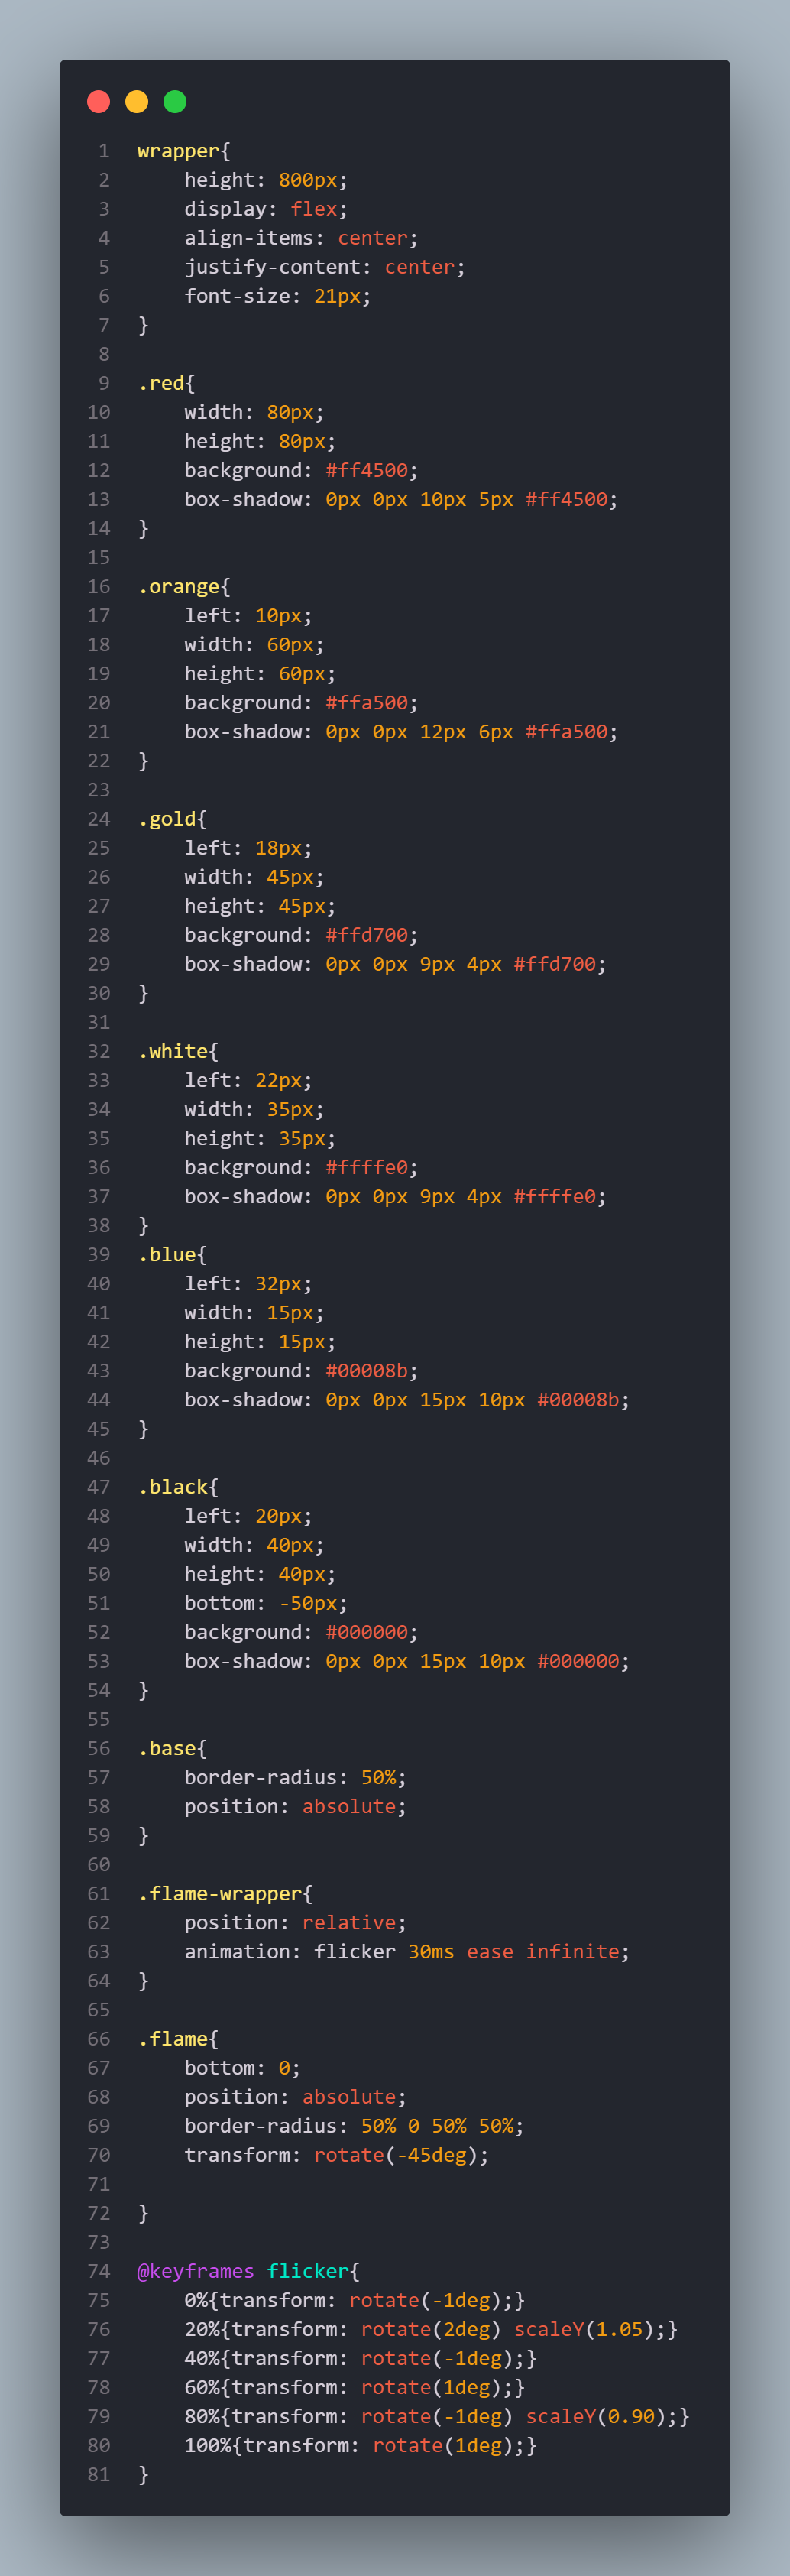 1 wrapper{
2     height: 800px;
3     display: flex;
4     align-items: center;
5     justify-content: center;
6     font-size: 21px;
7 }
8
9 .red{
10     width: 80px;
11     height: 80px;
12     background: #ff4500;
13     box-shadow: 0px 0px 10px 5px #ff4500;
14 }
15
16 .orange{
17     left: 10px;
18     width: 60px;
19     height: 60px;
20     background: #ffa500;
21     box-shadow: 0px 0px 12px 6px #ffa500;
22 }
23
24 .gold{
25     left: 18px;
26     width: 45px;
27     height: 45px;
28     background: #ffd700;
29     box-shadow: 0px 0px 9px 4px #ffd700;
30 }
31
32 .white{
33     left: 22px;
34     width: 35px;
35     height: 35px;
36     background: #ffffe0;
37     box-shadow: 0px 0px 9px 4px #ffffe0;
38 }
39 .blue{
40     left: 32px;
41     width: 15px;
42     height: 15px;
43     background: #00008b;
44     box-shadow: 0px 0px 15px 10px #00008b;
45 }
46
47 .black{
48     left: 20px;
49     width: 40px;
50     height: 40px;
51     bottom: -50px;
52     background: #000000;
53     box-shadow: 0px 0px 15px 10px #000000;
54 }
55
56 .base{
57     border-radius: 50%;
58     position: absolute;
59 }
60
61 .flame-wrapper{
62     position: relative;
63     animation: flicker 30ms ease infinite;
64 }
65
66 .flame{
67     bottom: 0;
68     position: absolute;
69     border-radius: 50% 0 50% 50%;
70     transform: rotate(-45deg);
71
72 }
73
74 @keyframes flicker{
75     0%{transform: rotate(-1deg);}
76     20%{transform: rotate(2deg) scaleY(1.05);}
77     40%{transform: rotate(-1deg);}
78     60%{transform: rotate(1deg);}
79     80%{transform: rotate(-1deg) scaleY(0.90);}
80     100%{transform: rotate(1deg);}
81 }